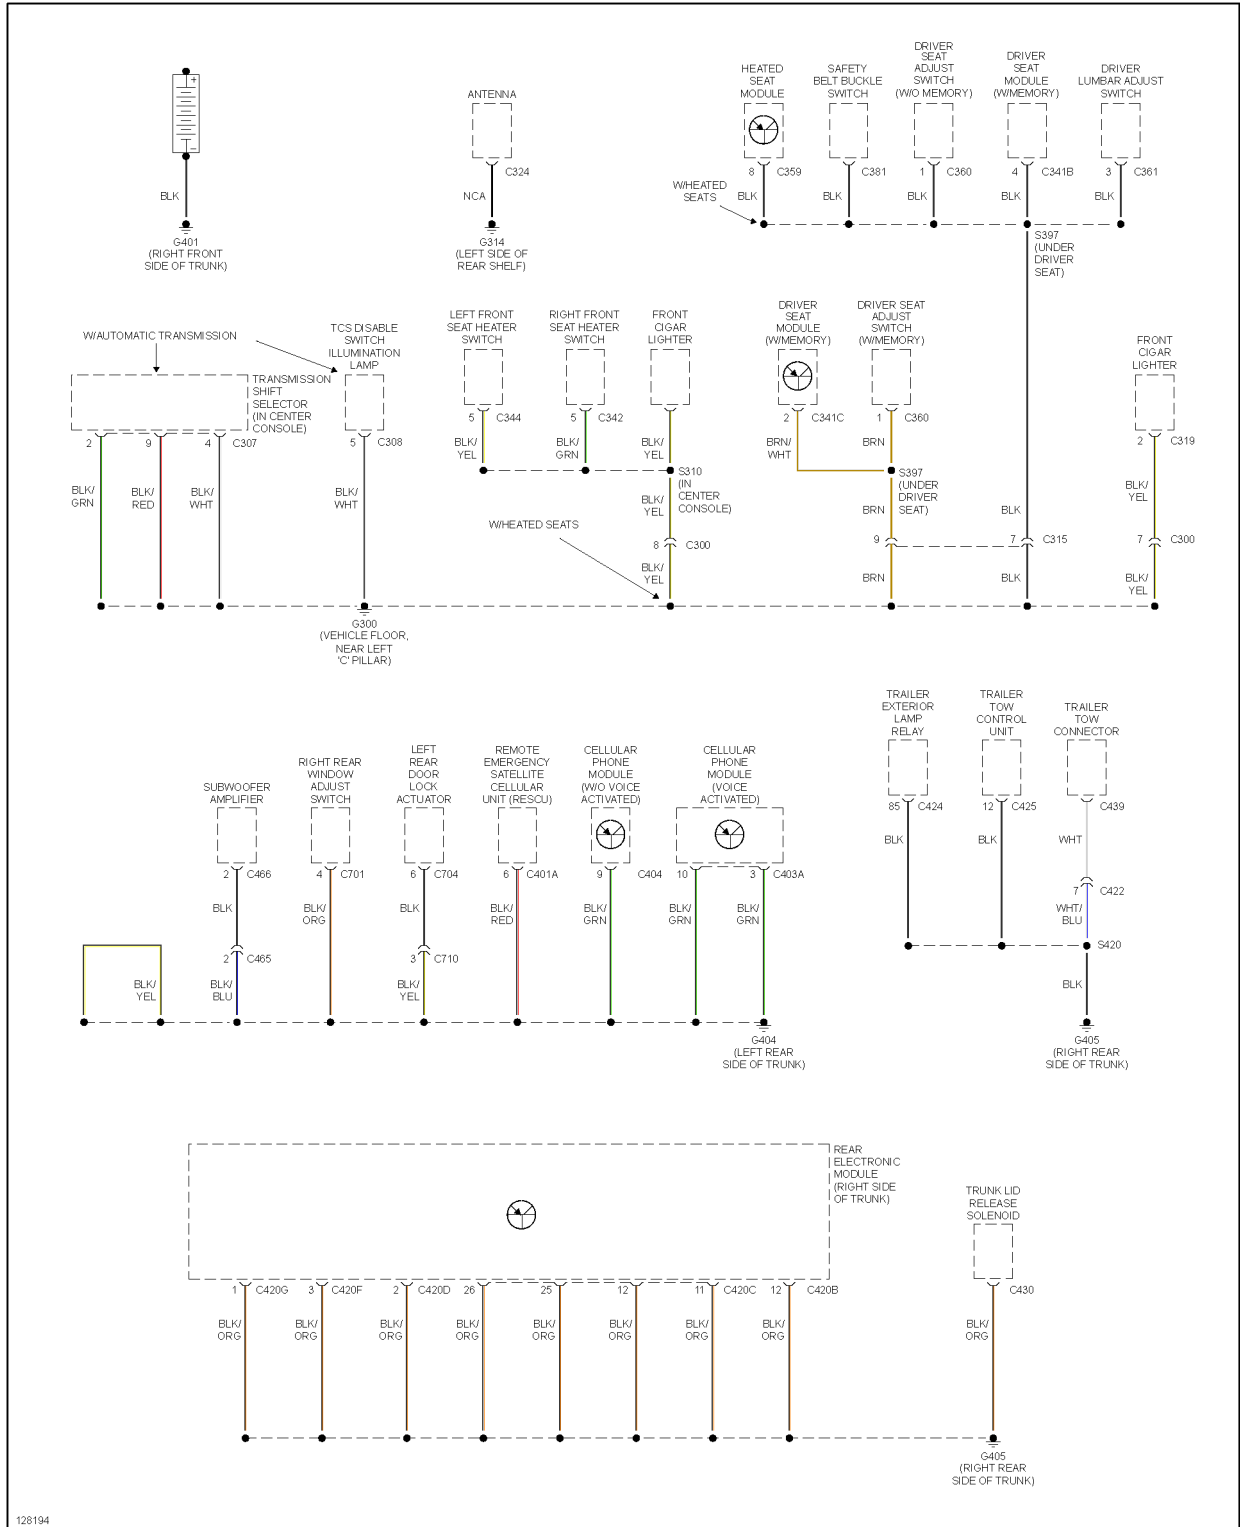 DRIVER
SEAT
ADJUST
SWITCH
(W/O MEMORY)
HEATED
SEAT
MODULE
SAFETY
BELT BUCKLE
SWITCH
DRIVER
SEAT
MODULE
(W/MEMORY)
DRIVER
LUMBAR ADJUST
SWITCH
ANTENNA
+
-
C324
8 C359
C381
1 C360
4 C341B
3 C361
BLK
NCA
W/HEATED
SEATS
BLK
BLK
BLK
BLK
BLK
G401
(RIGHT FRONT
SIDE OF TRUNK)
G314
(LEFT SIDE OF
REAR SHELF)
S397
(UNDER
DRIVER
SEAT)
W/AUTOMATIC TRANSMISSION
TCS DISABLE
SWITCH
ILLUMINATION
LAMP
LEFT FRONT
SEAT HEATER
SWITCH
RIGHT FRONT
SEAT HEATER
SWITCH
FRONT
CIGAR
LIGHTER
DRIVER
SEAT
MODULE
(W/MEMORY)
DRIVER SEAT
ADJUST
SWITCH
(W/MEMORY)
FRONT
CIGAR
LIGHTER
TRANSMISSION
SHIFT
SELECTOR
(IN CENTER
CONSOLE)
2 9 4 C307
5 C308
5 C344
5 C342
2 C341C
1 C360
2 C319
BLK/
YEL
BLK/
GRN
BLK/
YEL
BRN/
WHT
BRN
BLK/
GRN
BLK/
RED
BLK/
WHT
BLK/
WHT
S310
(IN
CENTER
CONSOLE)
S397
(UNDER
DRIVER
SEAT)
BLK/
YEL
BLK/
YEL
BRN
BLK
W/HEATED SEATS
8 C300
9
7 C315
7 C300
BLK/
YEL
BRN
BLK
BLK/
YEL
G300
(VEHICLE FLOOR,
NEAR LEFT
'C' PILLAR)
TRAILER
EXTERIOR
LAMP
RELAY
TRAILER
TOW
CONTROL
UNIT
TRAILER
TOW
CONNECTOR
SUBWOOFER
AMPLIFIER
RIGHT REAR
WINDOW
ADJUST
SWITCH
LEFT
REAR
DOOR
LOCK
ACTUATOR
REMOTE
EMERGENCY
SATELLITE
CELLULAR
UNIT (RESCU)
CELLULAR
PHONE
MODULE
(W/O VOICE
ACTIVATED)
CELLULAR
PHONE
MODULE
(VOICE
ACTIVATED)
85 C424
12 C425
C439
BLK
BLK
WHT
2 C466
4 C701
6 C704
6 C401A
9 C404
10
3 C403A
7 C422
BLK
BLK/
ORG
BLK
BLK/
RED
BLK/
GRN
BLK/
GRN
BLK/
GRN
WHT/
BLU
S420
2 C465
3 C710
BLK/
YEL
BLK/
BLU
BLK/
YEL
BLK
G404
(LEFT REAR
SIDE OF TRUNK)
G405
(RIGHT REAR
SIDE OF TRUNK)
REAR
ELECTRONIC
MODULE
(RIGHT SIDE
OF TRUNK)
TRUNK LID
RELEASE
SOLENOID
1 C420G 3 C420F 2 C420D 26 25 12 11 C420C 12 C420B
C430
BLK/
ORG
BLK/
ORG
BLK/
ORG
BLK/
ORG
BLK/
ORG
BLK/
ORG
BLK/
ORG
BLK/
ORG
BLK/
ORG
G405
(RIGHT REAR
SIDE OF TRUNK)
128194